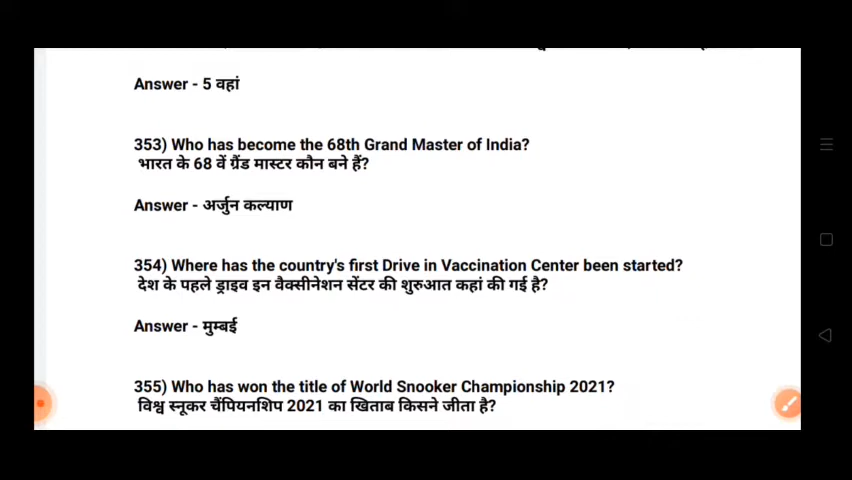 Answer - 5 वहां
353) Who has become the 68th Grand Master of India?
भारत के 68 वें ग्रैंड मास्टर कौन बने हैं?
Answer - अर्जुन कल्याण
354) Where has the country's first Drive in Vaccination Center been started?
देश के पहले ड्राइव इन वैक्सीनेशन सेंटर की शुरुआत कहां की गई है?
Answer - मुम्बई
355) Who has won the title of World Snooker Championship 2021?
विश्व स्नूकर चैंपियनशिप 2021 का खिताब किसने जीता है?